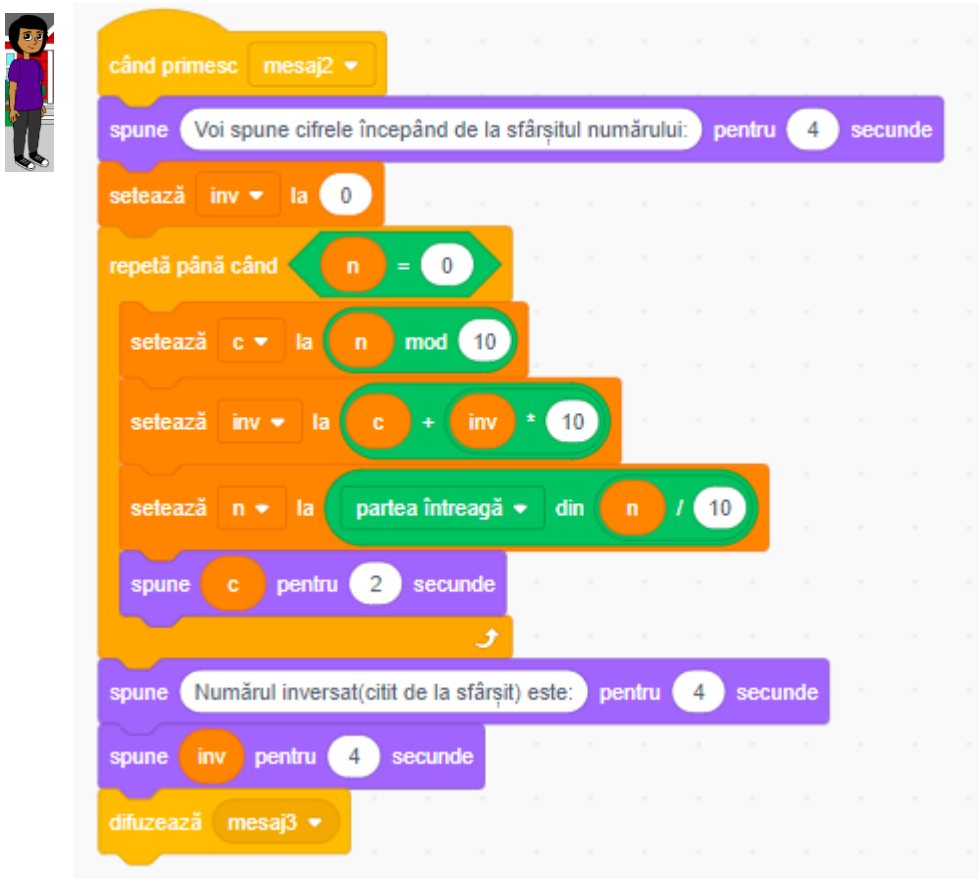 când primesc mesaj2
spune Voi spune cifrele începând de la sfârșitul numărului: pentru 4 secunde
setează inv la 0
repetă până când n = 0
setează c la n mod 10
setează inv la c + inv * 10
setează n la partea întreagă din n / 10
spune c pentru 2 secunde
spune Numărul inversat(citit de la sfârșit) este: pentru 4 secunde
spune inv pentru 4 secunde
difuzează mesaj3